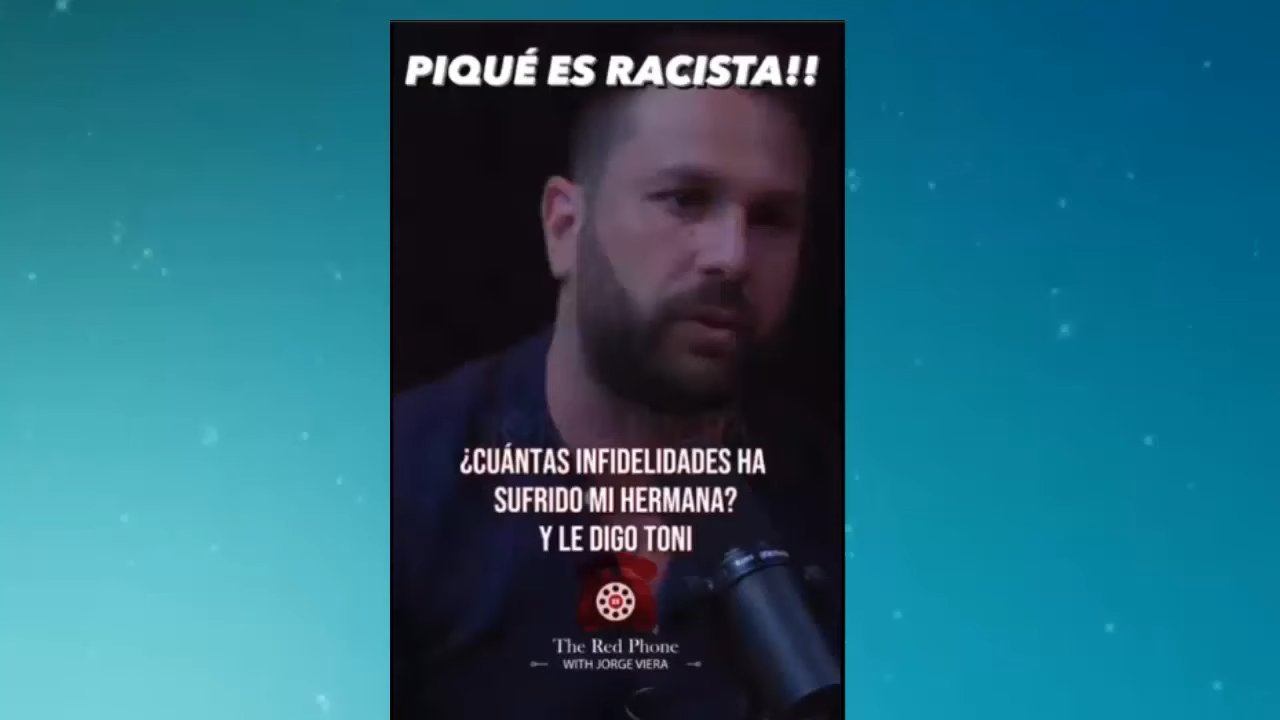 PIQUÉ ES RACISTA!!
¿CUÁNTAS INFIDELIDADES HA
SUFRIDO MI HERMANA?
Y LE DIGO TONI
The Red Phone
WITH JORGE VIERA